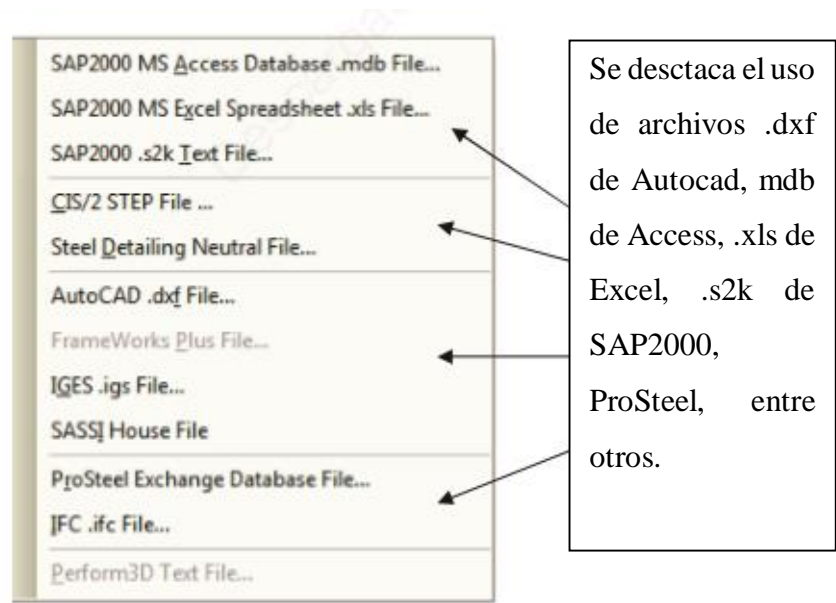 SAP2000 MS Access Database .mdb File...
SAP2000 MS Excel Spreadsheet .xls File...
SAP2000 .s2k Text File...
CIS/2 STEP File ...
Steel Detailing Neutral File...
AutoCAD .dxf File...
FrameWorks Plus File...
IGES .igs File...
SASSI House File
ProSteel Exchange Database File...
IFC .ifc File...
Perform3D Text File...
Se desctaca el uso
de archivos .dxf
de Autocad, mdb
de Access, .xls de
Excel, .s2k de
SAP2000,
ProSteel, entre
otros.